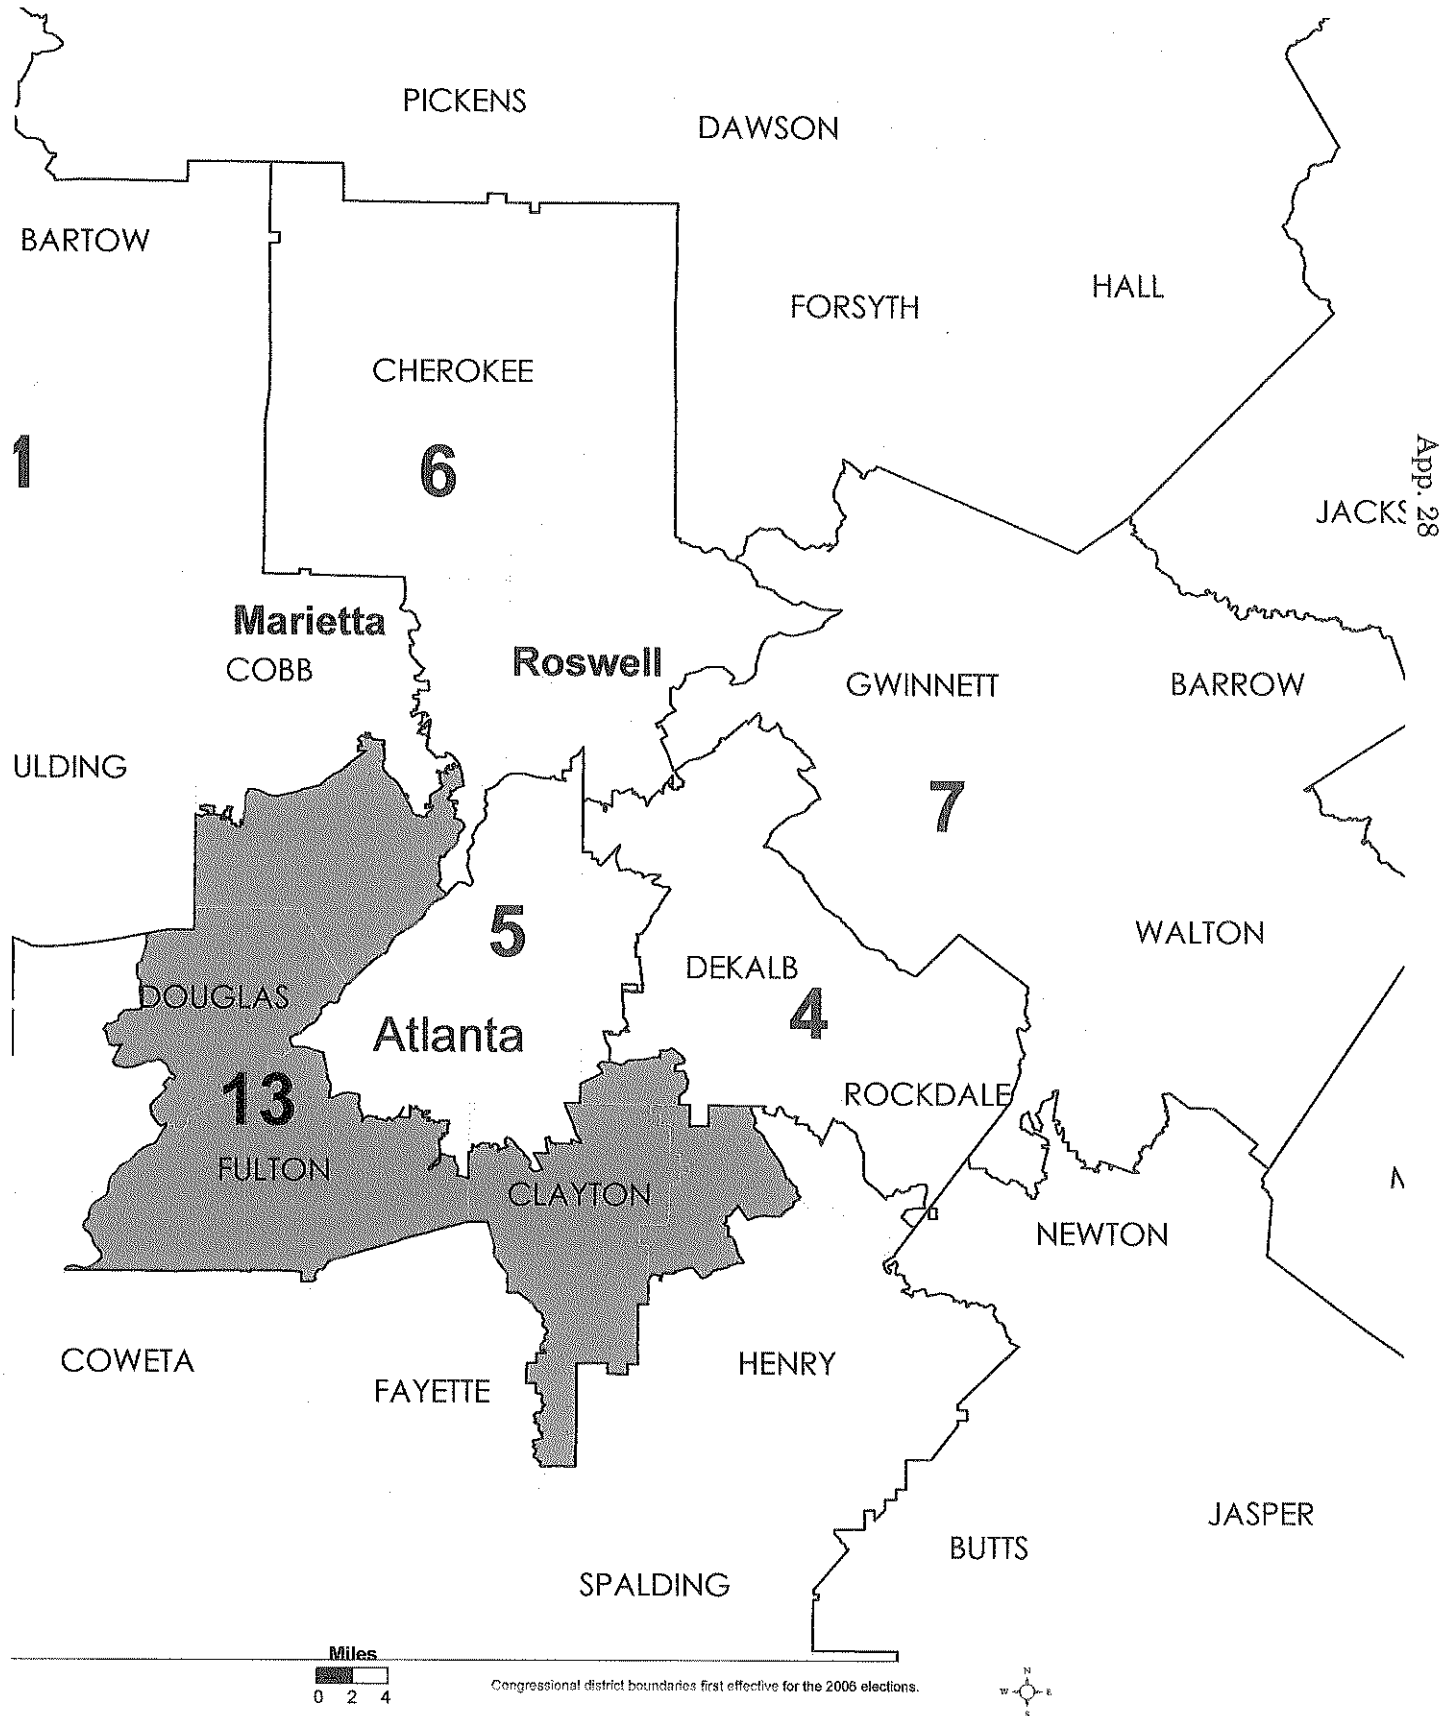 PICKENS
DAWSON
BARTOW
HALL
FORSYTH
CHEROKEE
1
6
App. 28
JACKS
Marietta
COBB
Roswell
GWINNETT
BARROW
ULDING
7
5
WALTON
DEKALB
DOUGLAS
4
Atlanta
13
ROCKDALE
FULTON
CLAYTON
NEWTON
COWETA
HENRY
FAYETTE
JASPER
BUTTS
SPALDING
Miles
0 2 4
Congressional district boundaries first effective for the 2006 elections.
N
W E
S